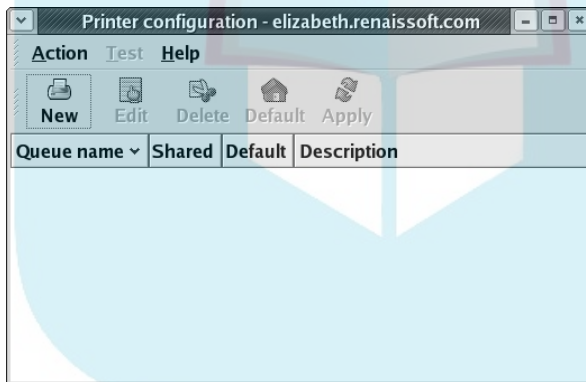 Printer configuration - elizabeth.renaissoft.com
Action Test Help
New Edit Delete Default Apply
Queue name Shared Default Description